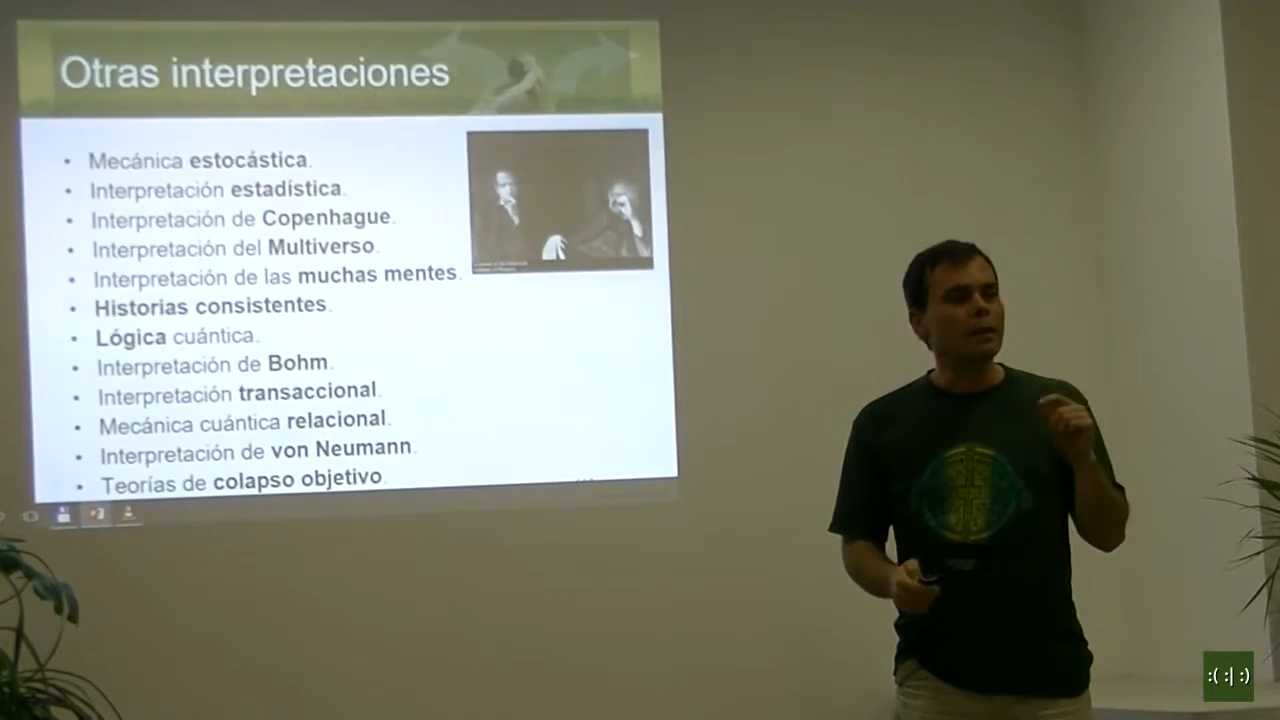 Otras interpretaciones
• Mecánica estocástica.
• Interpretación estadística.
• Interpretación de Copenhague.
• Interpretación del Multiverso.
• Interpretación de las muchas mentes.
• Historias consistentes.
• Lógica cuántica.
• Interpretación de Bohm.
• Interpretación transaccional.
• Mecánica cuántica relacional.
• Interpretación de von Neumann.
• Teorías de colapso objetivo.
:( :| :)